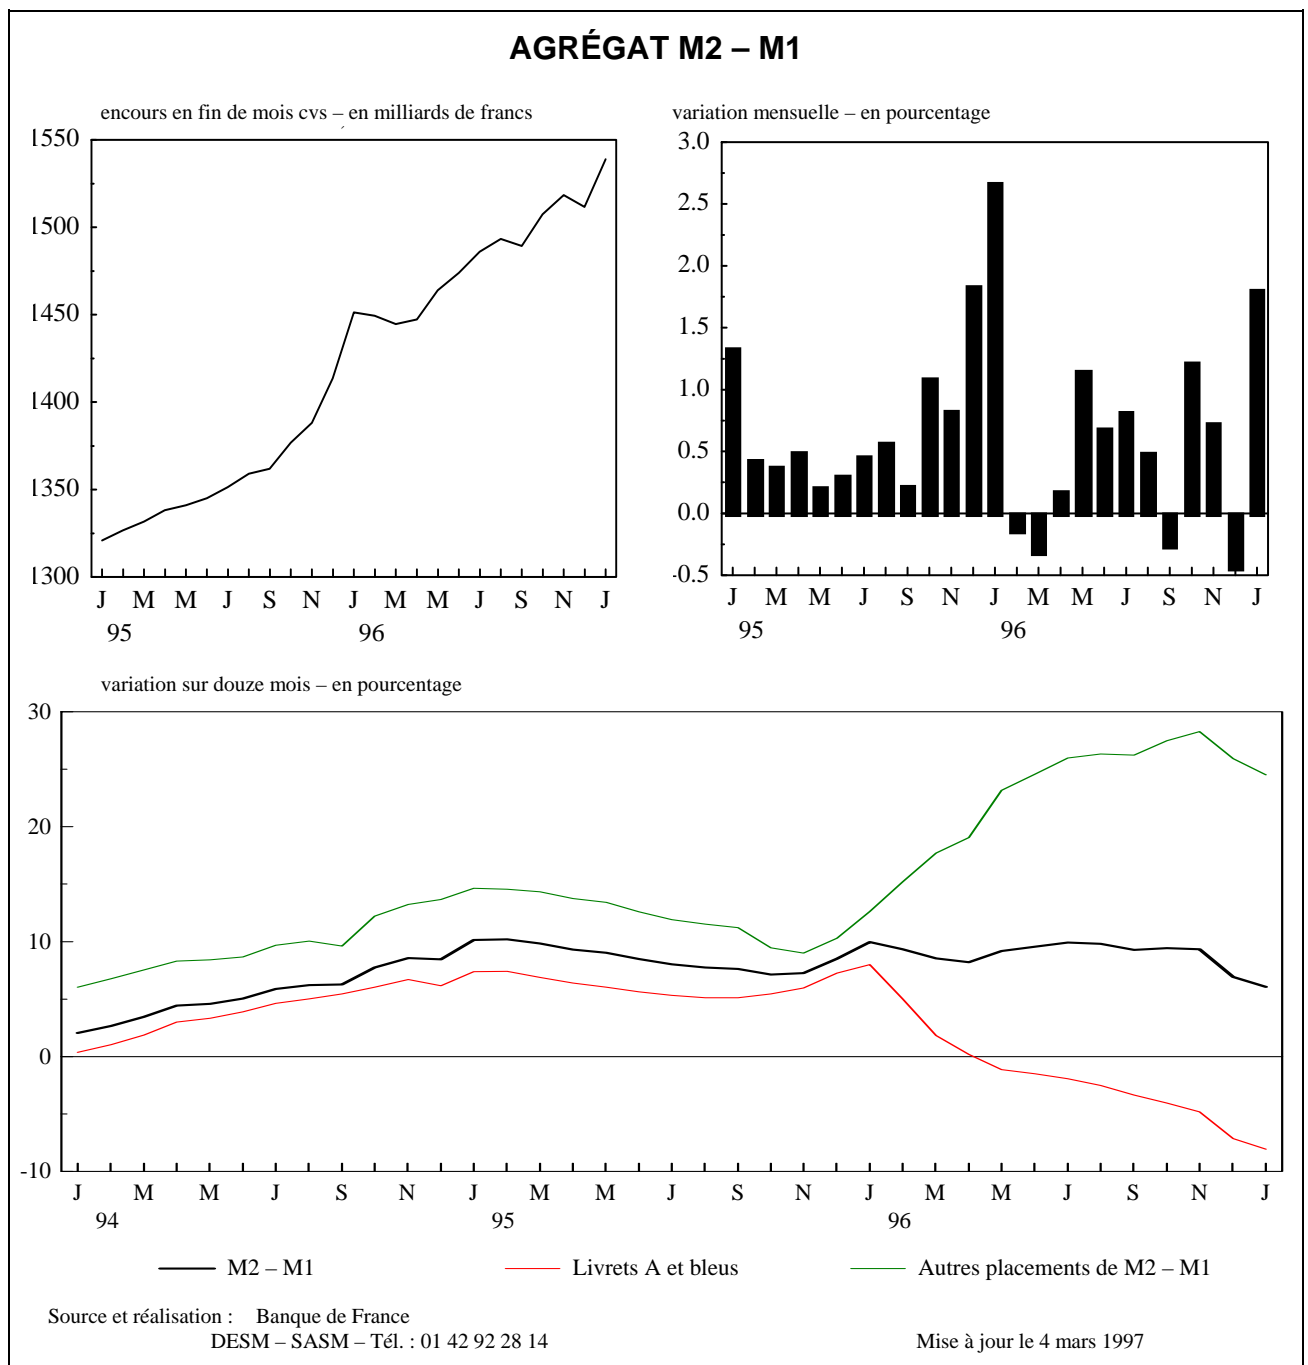 AGRÉGAT M2 – M1
encours en fin de mois cvs – en milliards de francs
1550
1500
1450
1400
1350
1300
J M M J S N J M M J S N J
95 96
variation mensuelle – en pourcentage
3.0
2.5
2.0
1.5
1.0
0.5
0.0
-0.5
J M M J S N J M M J S N J
95 96
variation sur douze mois – en pourcentage
30
20
10
0
-10
J M M J S N J M M J S N J M M J S N J
94 95 96
M2 – M1 Livrets A et bleus Autres placements de M2 – M1
Source et réalisation : Banque de France
DESM – SASM – Tél. : 01 42 92 28 14 Mise à jour le 4 mars 1997